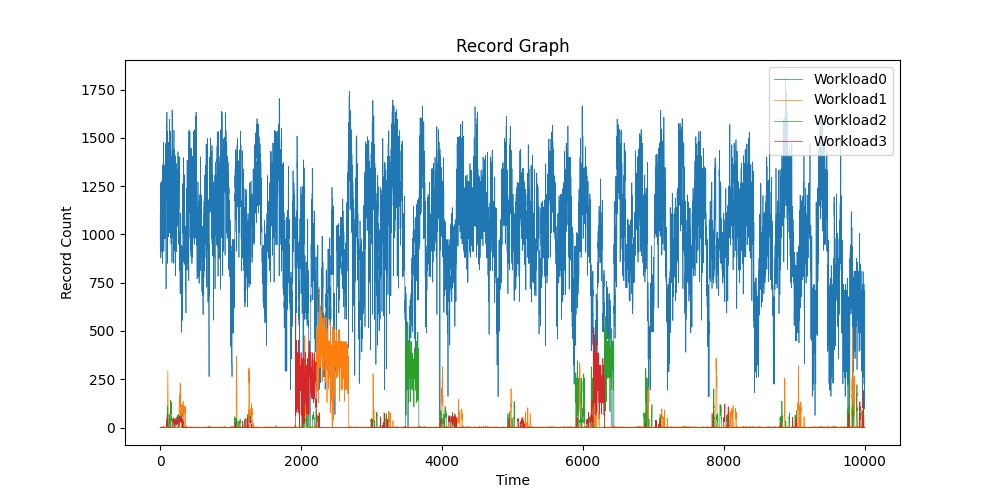 Record Graph
Record Count
1750
1500
1250
1000
750
500
250
0
Workload0
Workload1
Workload2
Workload3
0
2000
4000
6000
8000
10000
Time